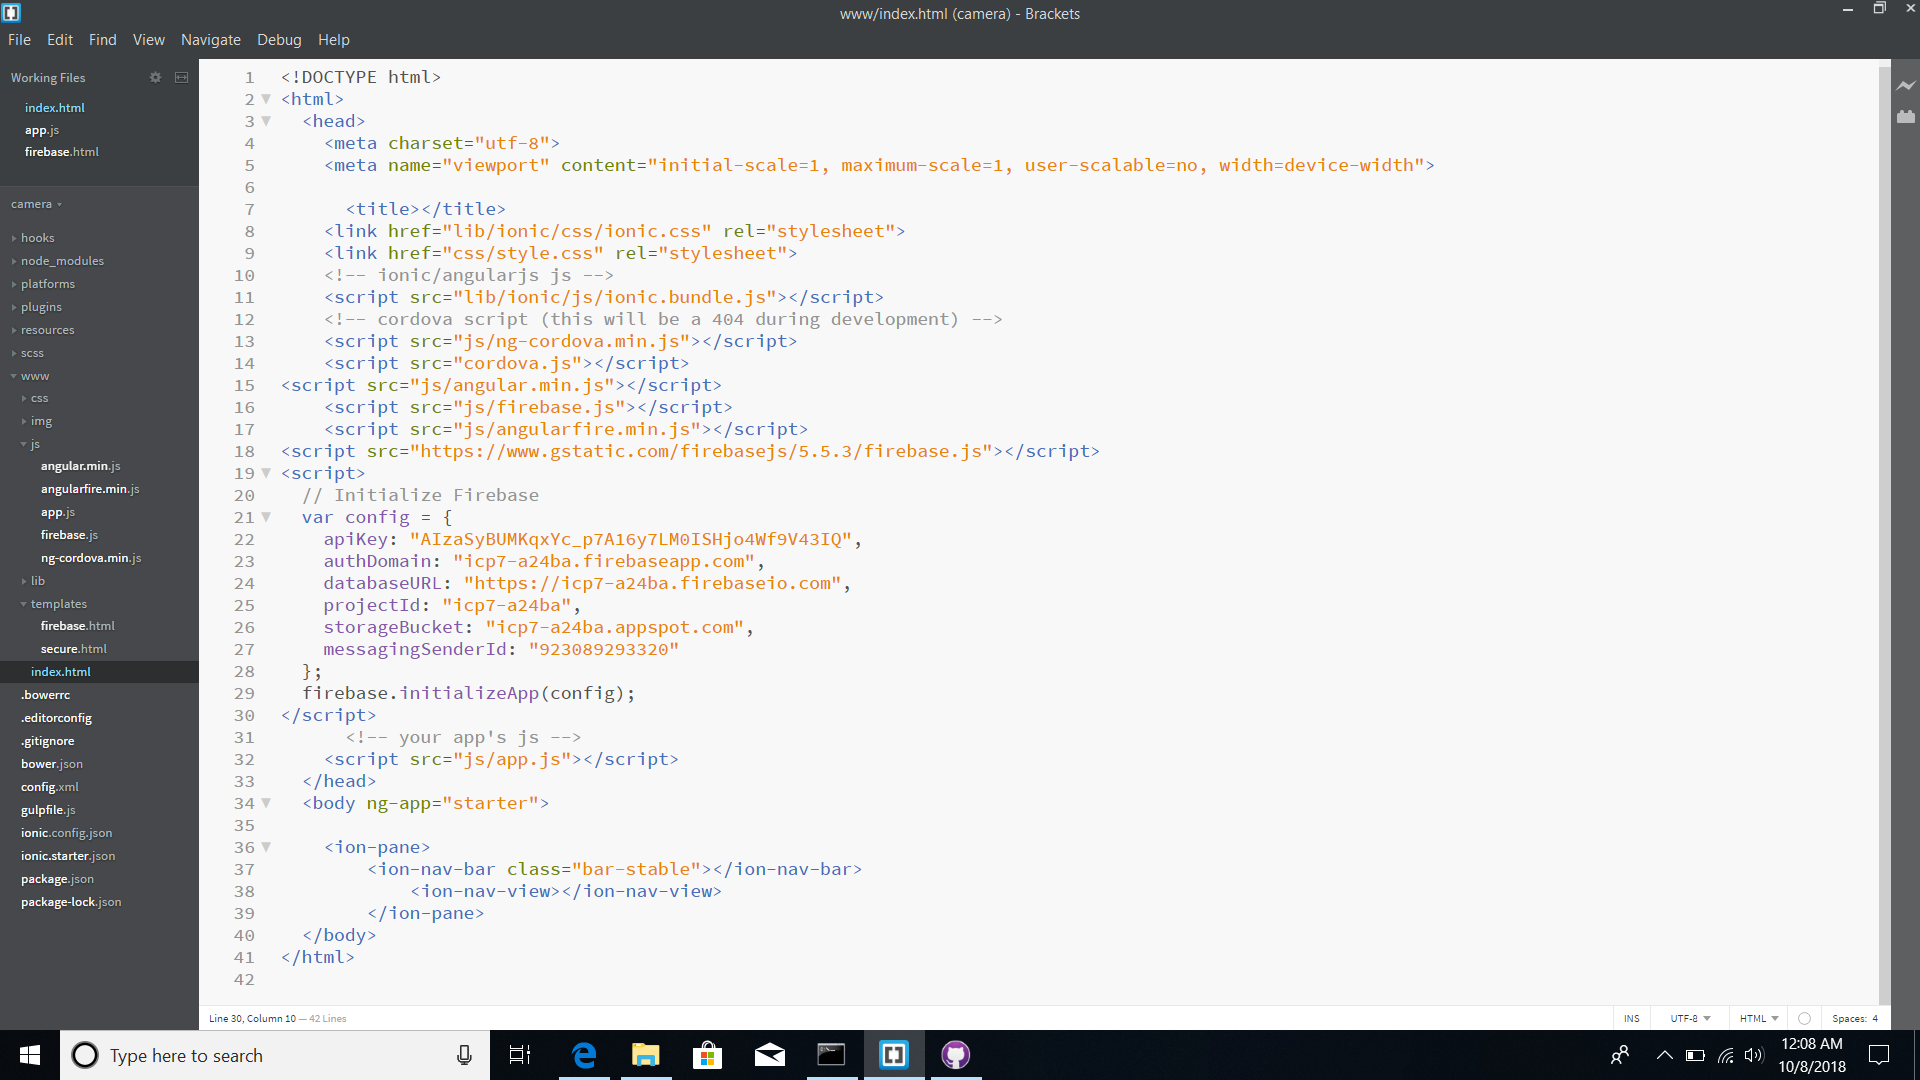 www/index.html (camera) - Brackets
File Edit Find View Navigate Debug Help
Working Files
index.html
app.js
firebase.html
camera
hooks
node_modules
platforms
plugins
resources
scss
www
css
img
js
angular.min.js
angularfire.min.js
app.js
firebase.js
ng-cordova.min.js
lib
templates
firebase.html
secure.html
index.html
.bowerrc
.editorconfig
.gitignore
bower.json
config.xml
gulpfile.js
ionic.config.json
ionic.starter.json
package.json
package-lock.json
1 <!DOCTYPE html>
2 <html>
3 <head>
4 <meta charset="utf-8">
5 <meta name="viewport" content="initial-scale=1, maximum-scale=1, user-scalable=no, width=device-width">
6
7 <title></title>
8 <link href="lib/ionic/css/ionic.css" rel="stylesheet">
9 <link href="css/style.css" rel="stylesheet">
10 <!-- ionic/angularjs js -->
11 <script src="lib/ionic/js/ionic.bundle.js"></script>
12 <!-- cordova script (this will be a 404 during development) -->
13 <script src="js/ng-cordova.min.js"></script>
14 <script src="cordova.js"></script>
15 <script src="js/angular.min.js"></script>
16 <script src="js/firebase.js"></script>
17 <script src="js/angularfire.min.js"></script>
18 <script src="https://www.gstatic.com/firebasejs/5.5.3/firebase.js"></script>
19 <script>
20 // Initialize Firebase
21 var config = {
22 apiKey: "AIzaSyBUMKqxYc_p7A16y7LM0ISHjo4Wf9V43IQ",
23 authDomain: "icp7-a24ba.firebaseapp.com",
24 databaseURL: "https://icp7-a24ba.firebaseio.com",
25 projectId: "icp7-a24ba",
26 storageBucket: "icp7-a24ba.appspot.com",
27 messagingSenderId: "923089293320"
28 };
29 firebase.initializeApp(config);
30 </script>
31 <!-- your app's js -->
32 <script src="js/app.js"></script>
33 </head>
34 <body ng-app="starter">
35
36 <ion-pane>
37 <ion-nav-bar class="bar-stable"></ion-nav-bar>
38 <ion-nav-view></ion-nav-view>
39 </ion-pane>
40 </body>
41 </html>
42
Line 30, Column 10 — 42 Lines
INS UTF-8 HTML Spaces: 4
Type here to search
12:08 AM
10/8/2018